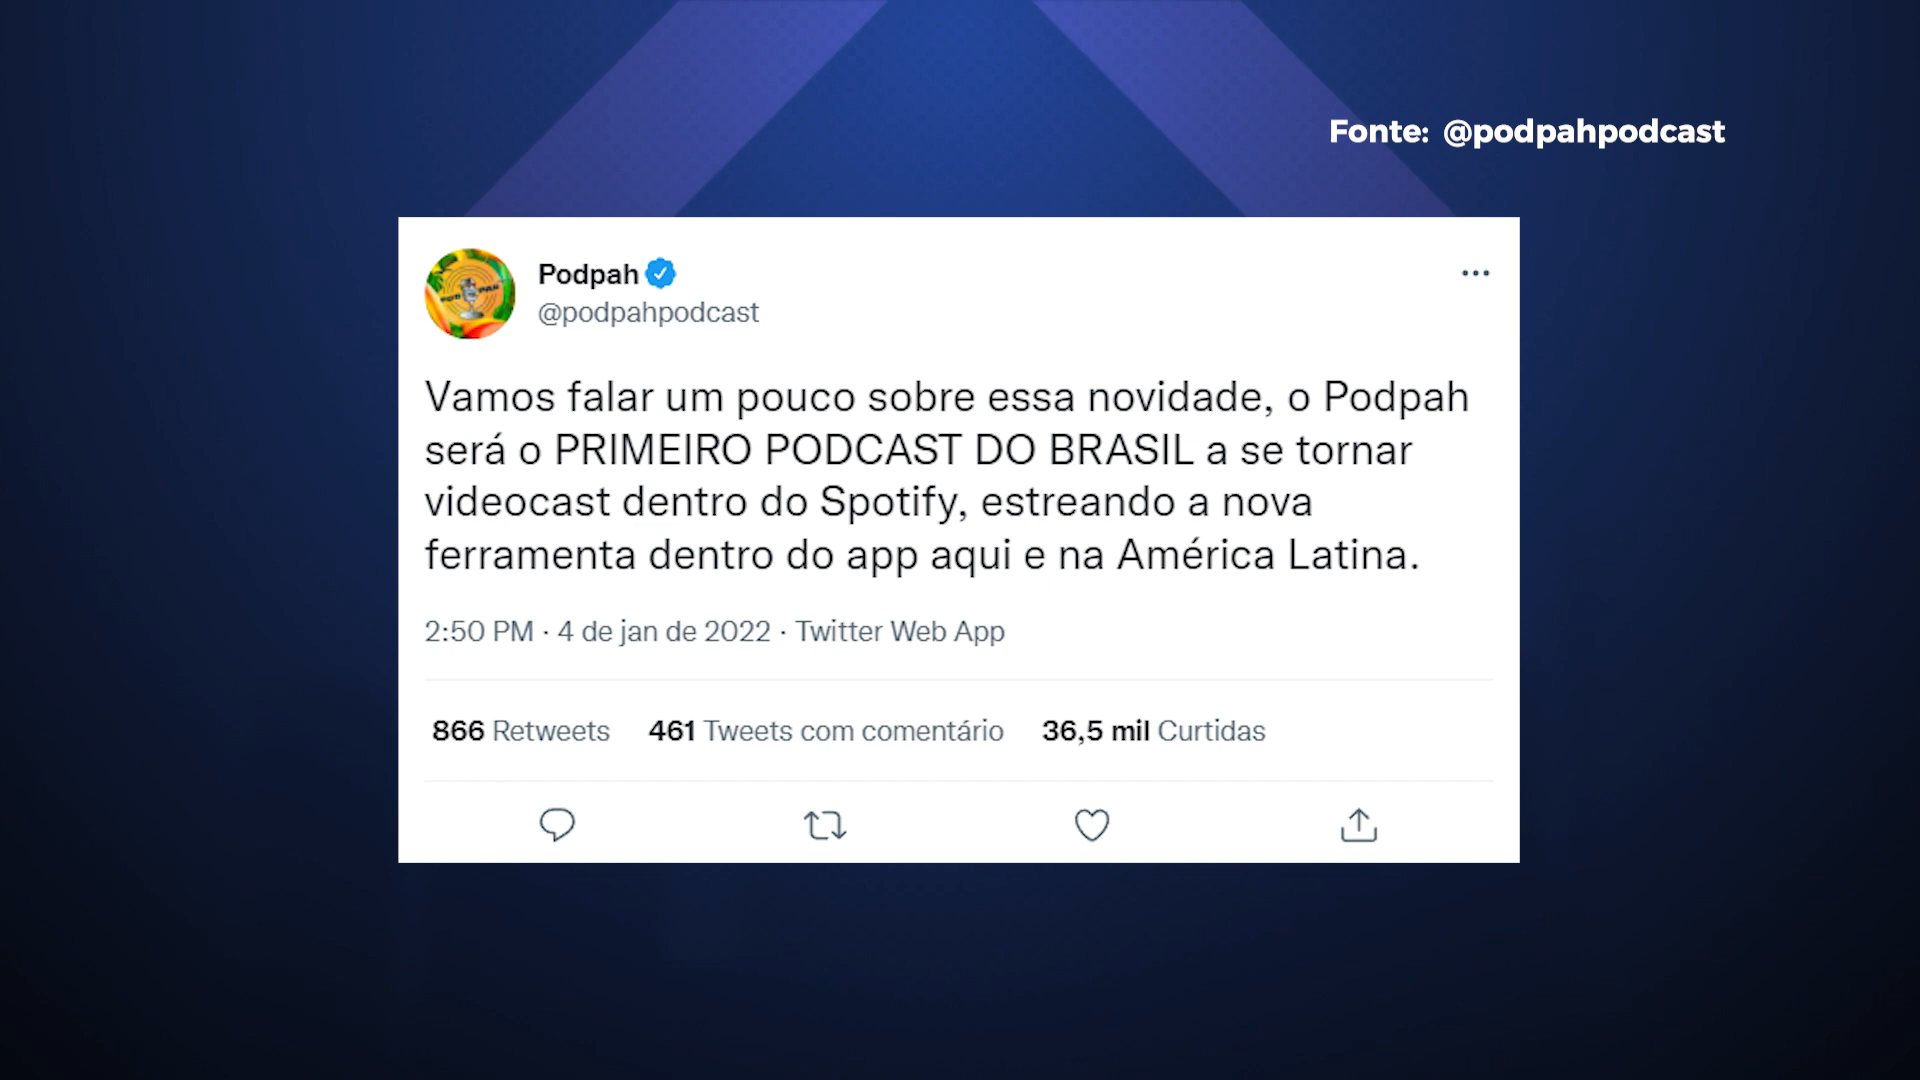 Fonte: @podpahpodcast
POD PAH
Podpah
@podpahpodcast
Vamos falar um pouco sobre essa novidade, o Podpah
será o PRIMEIRO PODCAST DO BRASIL a se tornar
videocast dentro do Spotify, estreando a nova
ferramenta dentro do app aqui e na América Latina.
2:50 PM · 4 de jan de 2022 · Twitter Web App
866 Retweets 461 Tweets com comentário 36,5 mil Curtidas